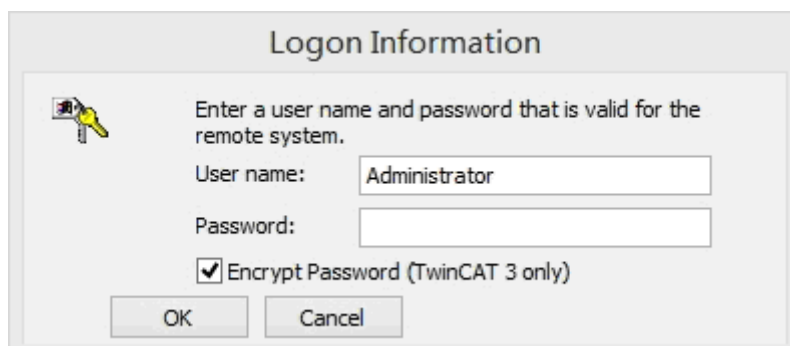 Logon Information
Enter a user name and password that is valid for the
remote system.
User name: Administrator
Password:
Encrypt Password (TwinCAT 3 only)
OK Cancel